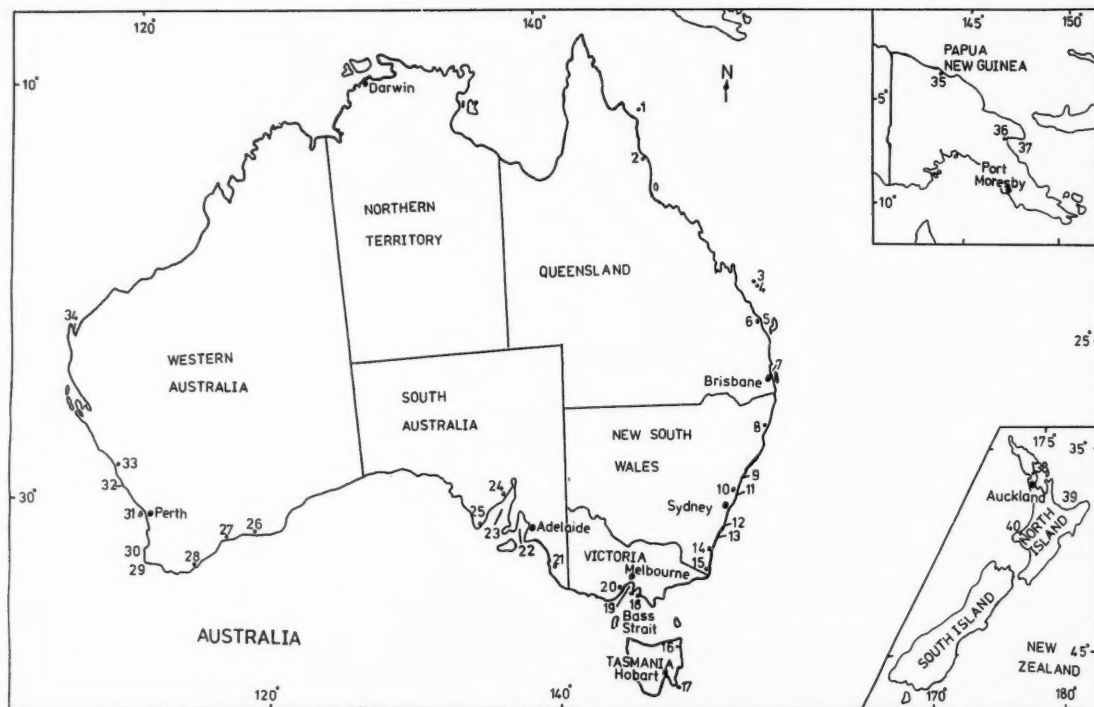 120°
140°
145°
150°
PAPUA
NEW GUINEA
35
5°
36
37
Port
Moresby
10°
10°
Darwin
N
1
2
NORTHERN
TERRITORY
QUEENSLAND
3
4
5
6
25°
34
WESTERN
AUSTRALIA
SOUTH
AUSTRALIA
Brisbane
7
NEW SOUTH
WALES
8
9
10
11
Sydney
12
13
14
15
33
32
30°
31
Perth
30
29
28
27
26
25
24
23
22
Adelaide
21
VICTORIA
Melbourne
20
19
18
Bass
Strait
16
TASMANIA
Hobart
17
AUSTRALIA
120°
140°
175°
35°
38
Auckland
39
40
NORTH
ISLAND
SOUTH ISLAND
NEW
ZEALAND
45°
170°
180°